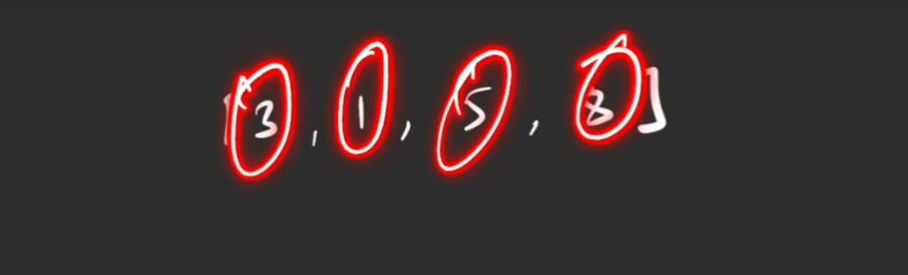 [3, 1, 5, 8]